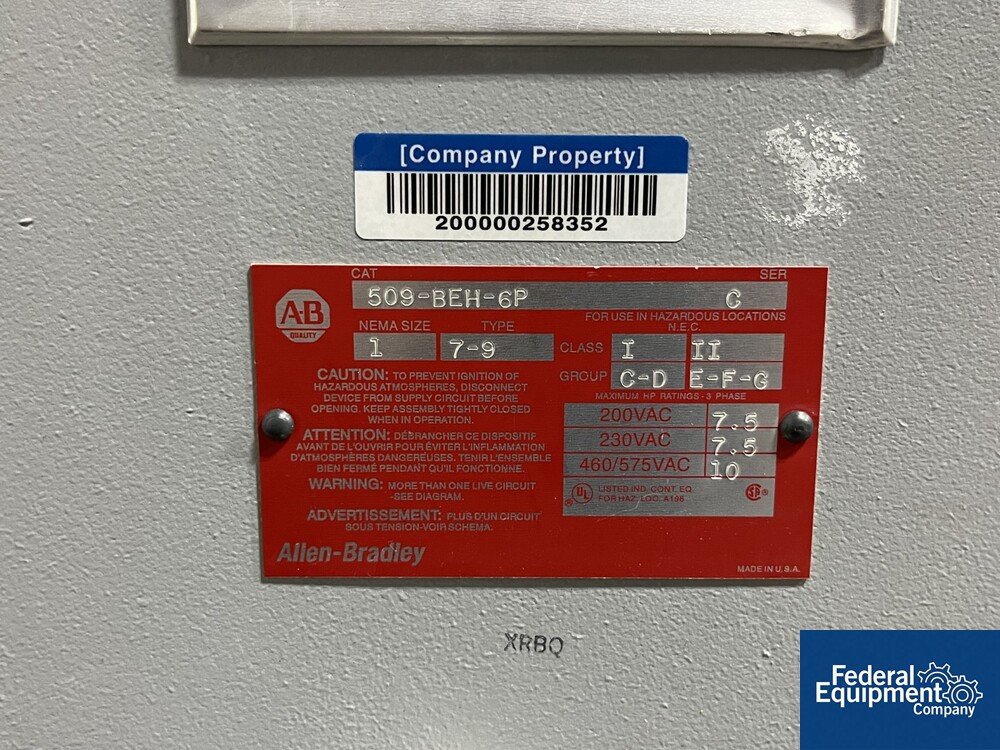 [Company Property]
200000258352
CAT
SER
509-BEH-6P
C
A-B
QUALITY
FOR USE IN HAZARDOUS LOCATIONS
N.E.C.
NEMA SIZE
TYPE
1
7-9
CLASS
I
II
GROUP
C-D
E-F-G
MAXIMUM HP RATINGS - 3 PHASE
200VAC
7.5
230VAC
7.5
460/575VAC
10
CAUTION: TO PREVENT IGNITION OF
HAZARDOUS ATMOSPHERES, DISCONNECT
DEVICE FROM SUPPLY CIRCUIT BEFORE
OPENING. KEEP ASSEMBLY TIGHTLY CLOSED
WHEN IN OPERATION.
ATTENTION: DÉBRANCHER CE DISPOSITIF
AVANT DE L'OUVRIR POUR ÉVITER L'INFLAMMATION
D'ATMOSPHÈRES DANGEREUSES. TENIR L'ENSEMBLE
BIEN FERMÉ PENDANT QU'IL FONCTIONNE.
WARNING: MORE THAN ONE LIVE CIRCUIT
-SEE DIAGRAM.
ADVERTISSEMENT: PLUS D'UN CIRCUIT
SOUS TENSION-VOIR SCHEMA.
UL
LISTED IND. CONT. EQ.
FOR HAZ. LOC. A196
SA
Allen-Bradley
MADE IN U.S.A.
XRBQ
Federal
Equipment
Company